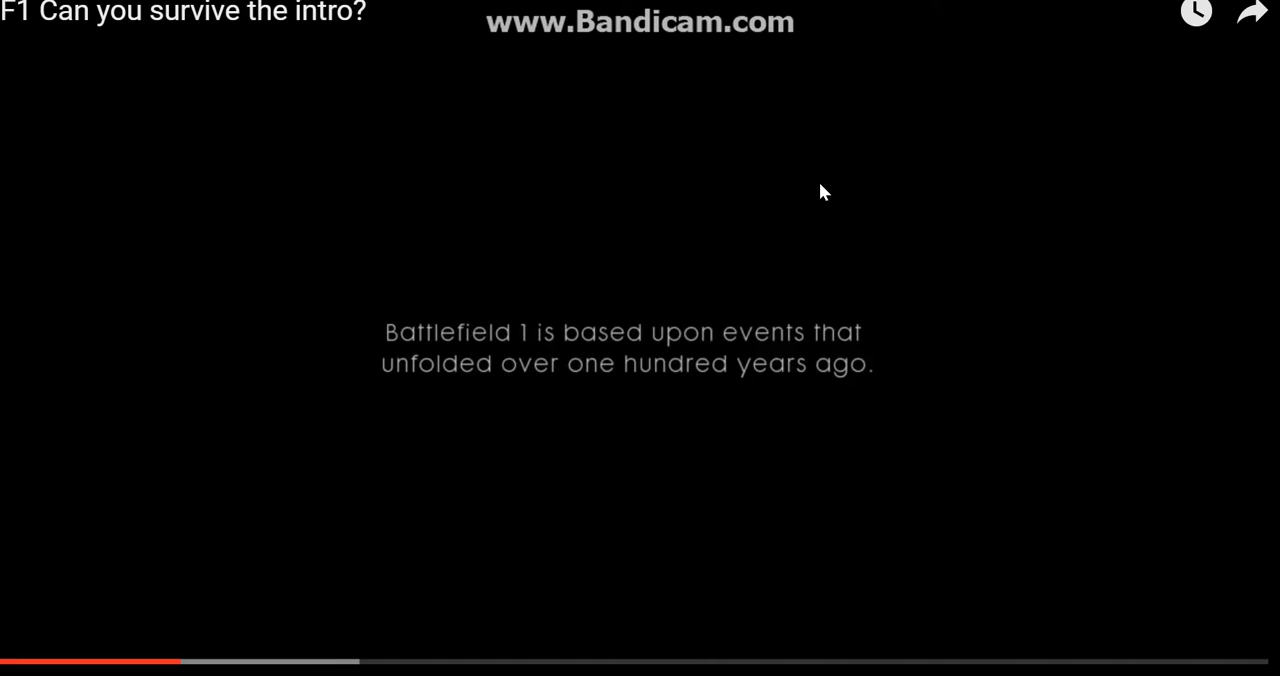 F1 Can you survive the intro?
www.Bandicam.com
Battlefield 1 is based upon events that
unfolded over one hundred years ago.